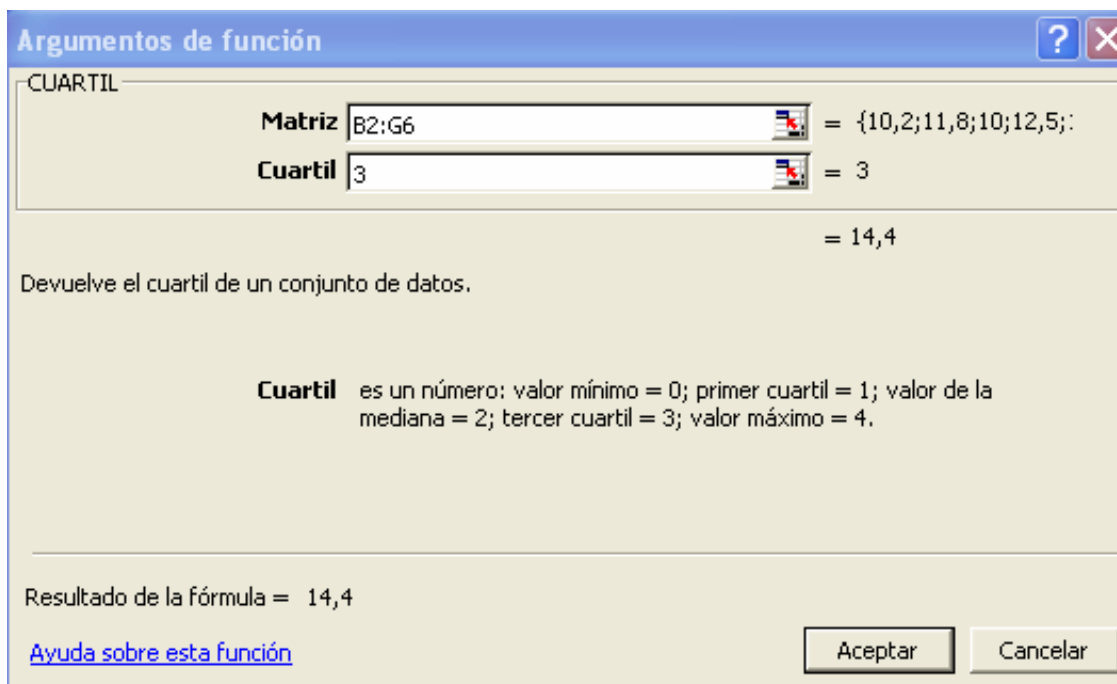 Argumentos de función
CUARTIL
Matriz B2:G6 = {10,2;11,8;10;12,5;
Cuartil 3 = 3
= 14,4
Devuelve el cuartil de un conjunto de datos.
Cuartil es un número: valor mínimo = 0; primer cuartil = 1; valor de la
mediana = 2; tercer cuartil = 3; valor máximo = 4.
Resultado de la fórmula = 14,4
Ayuda sobre esta función Aceptar Cancelar